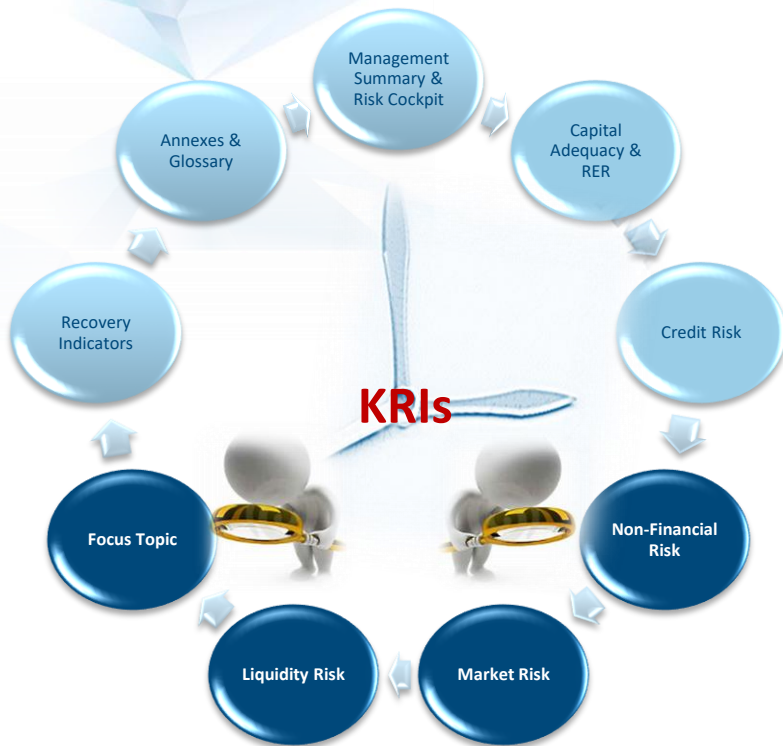 Management
Summary &
Risk Cockpit
Capital
Adequacy &
RER
Credit Risk
Non-Financial
Risk
Market Risk
Liquidity Risk
Focus Topic
Recovery
Indicators
Annexes &
Glossary
KRIs